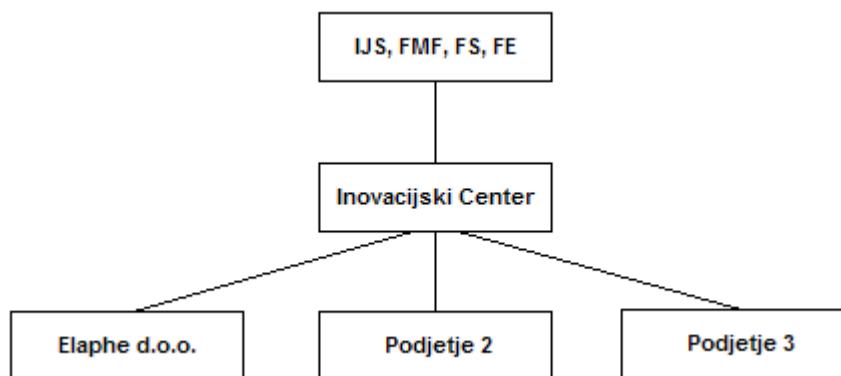 IJS, FMF, FS, FE
Inovacijski Center
Elaphe d.o.o.
Podjetje 2
Podjetje 3